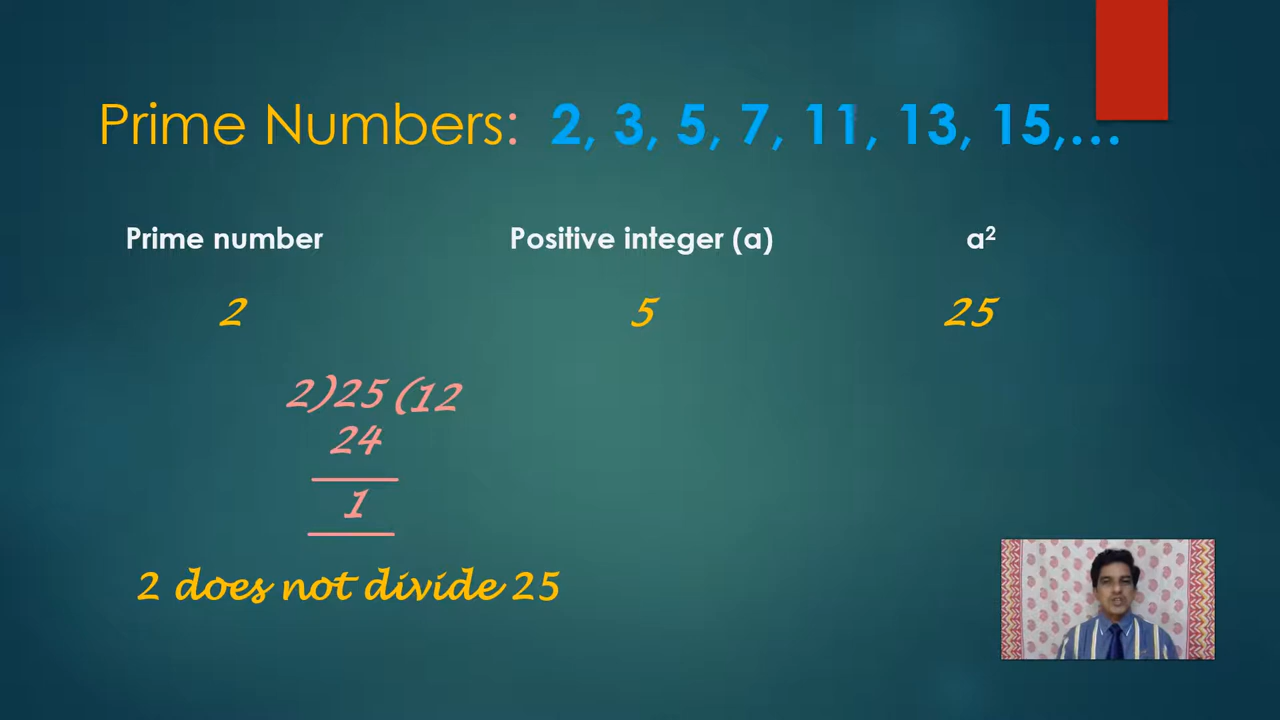 Prime Numbers: 2, 3, 5, 7, 11, 13, 15,...
Prime number Positive integer (a) a²
2 5 25
2)25(12
24
1
2 does not divide 25